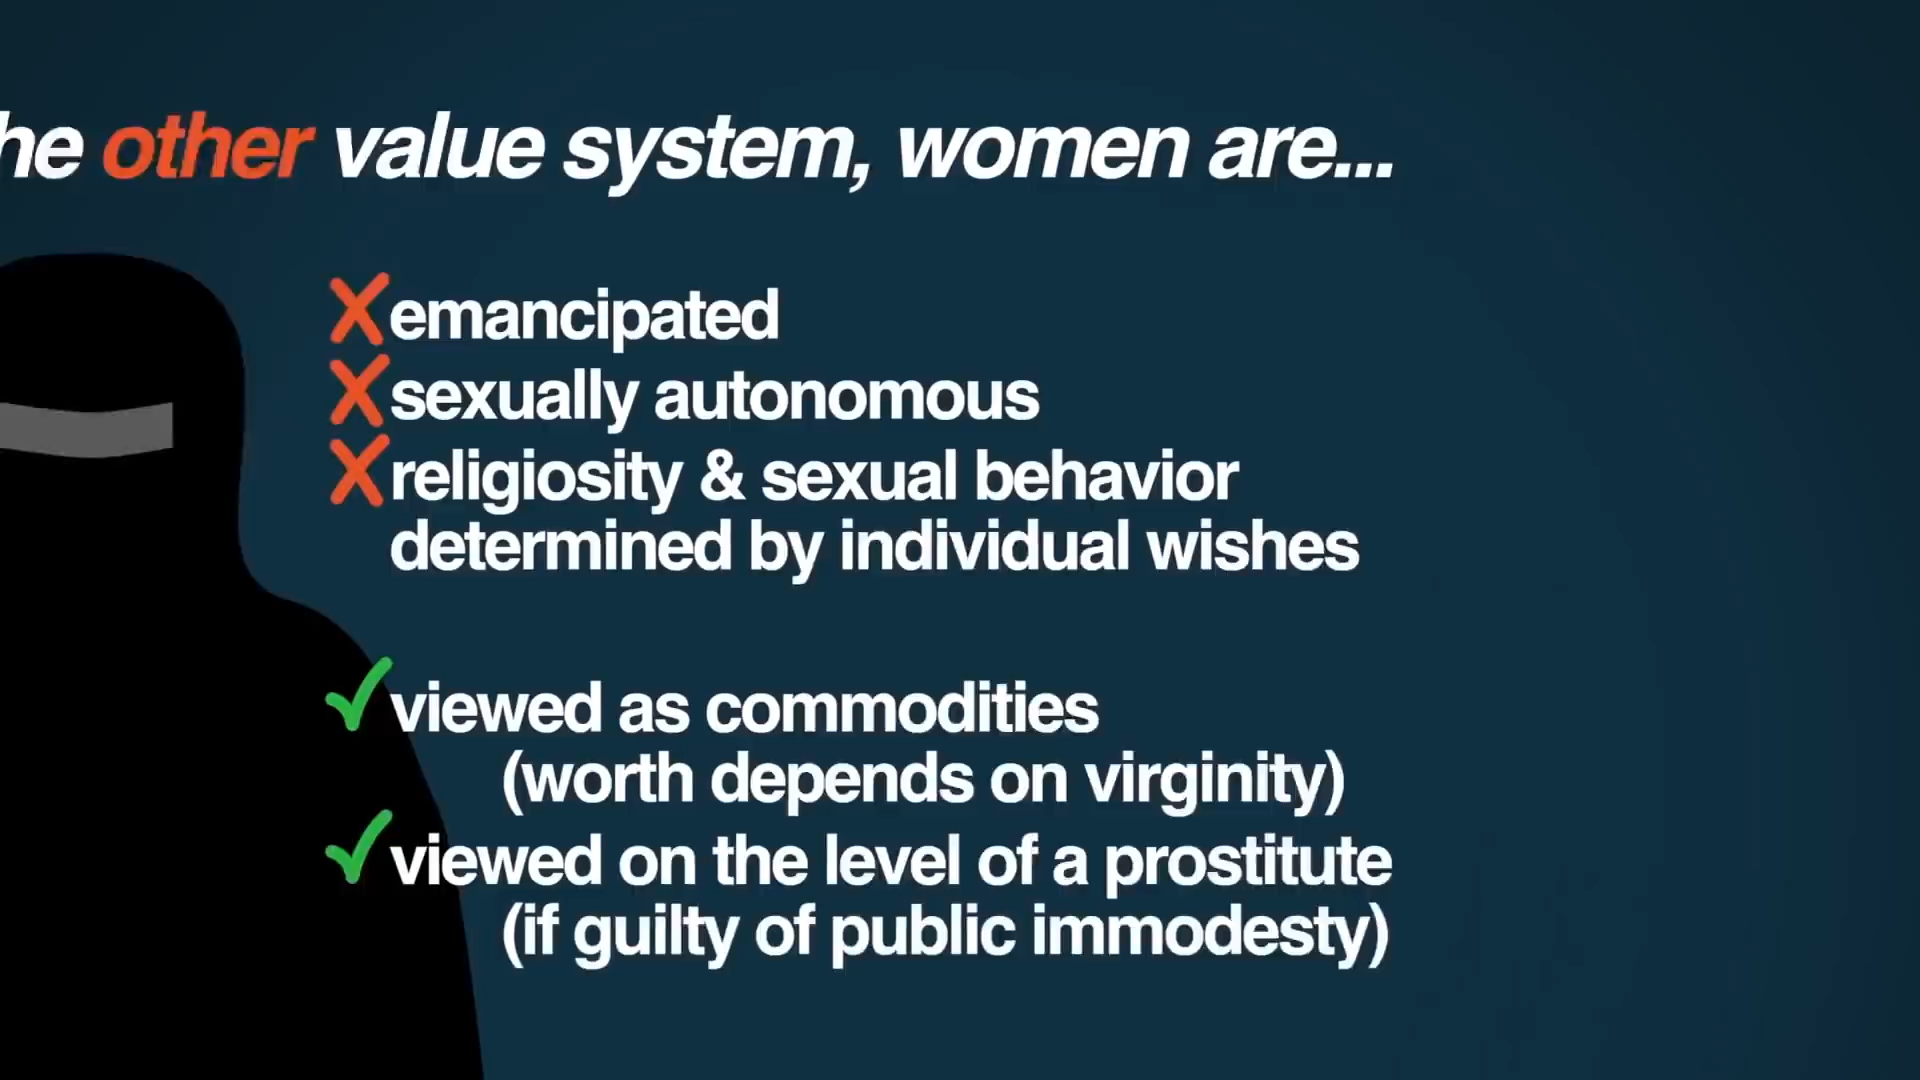 he other value system, women are...
emancipated
sexually autonomous
religiosity & sexual behavior
determined by individual wishes
viewed as commodities
(worth depends on virginity)
viewed on the level of a prostitute
(if guilty of public immodesty)